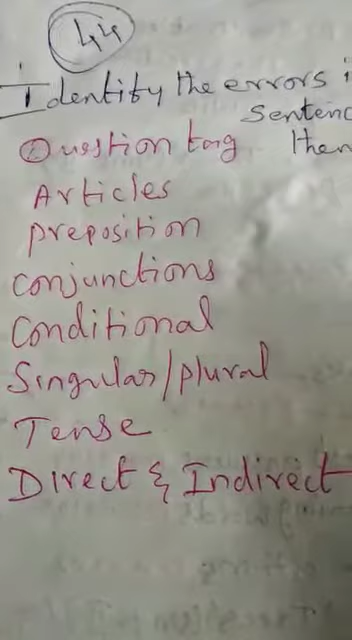 44
Identify the errors i
sentenc
Question tag
then
Articles
preposition
conjunctions
Conditional
Singular/plural
Tense
Direct & Indirect